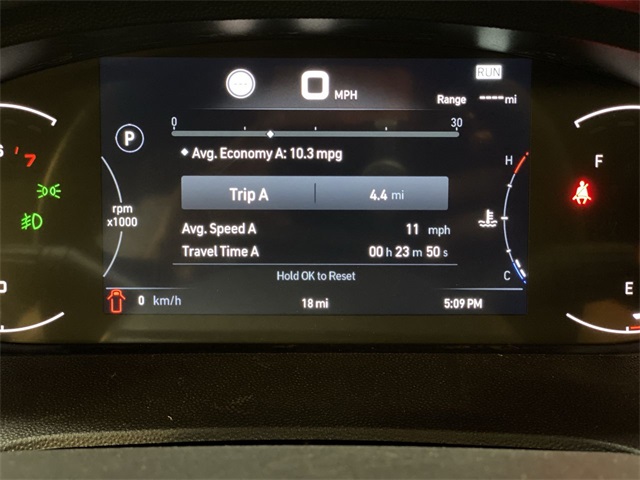 RUN
0 MPH
Range ----mi
0 30
P
Avg. Economy A: 10.3 mpg
H
F
7
Trip A 4.4 mi
rpm
x1000
Avg. Speed A 11 mph
Travel Time A 00 h 23 m 50 s
Hold OK to Reset
C
E
0 km/h 18 mi 5:09 PM